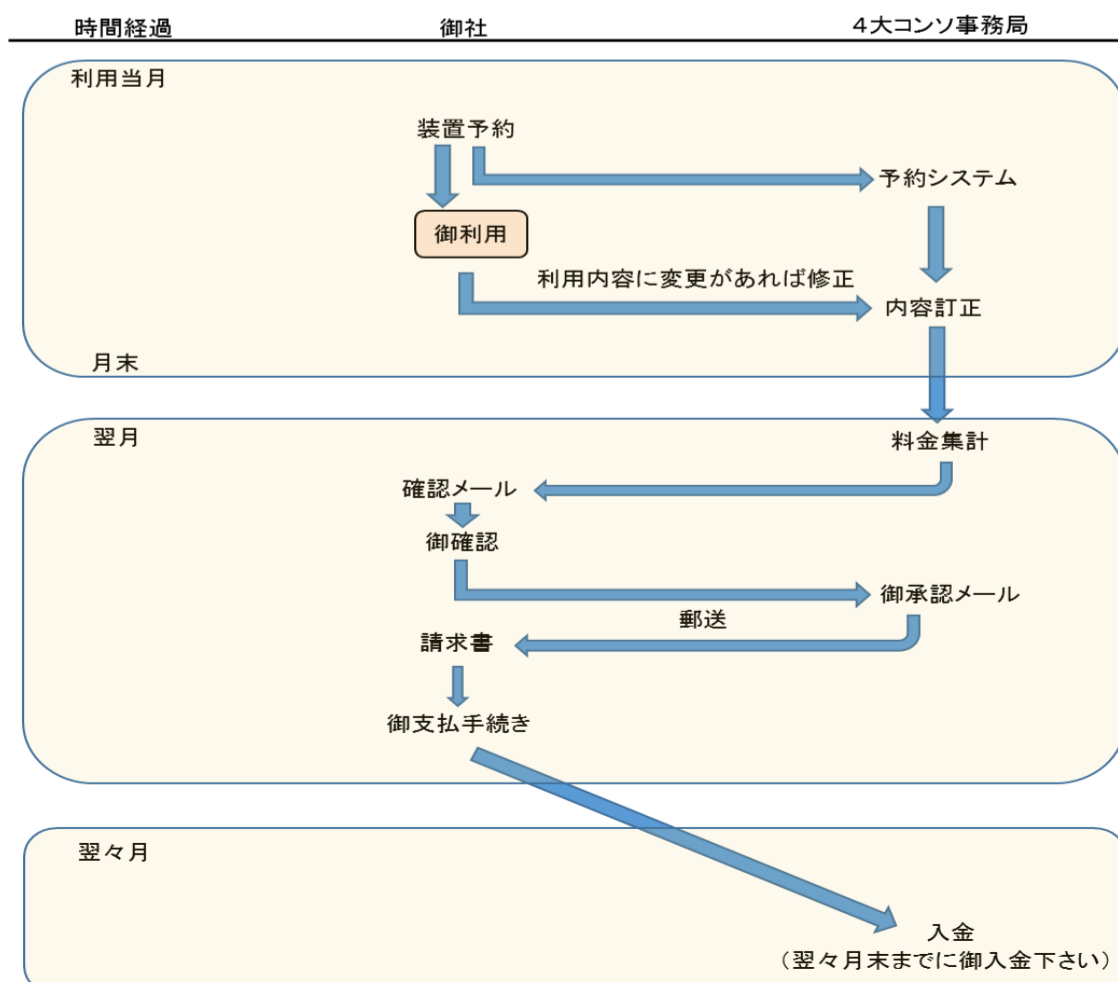 時間経過
御社
４大コンソ事務局
利用当月
装置予約
予約システム
御利用
利用内容に変更があれば修正
内容訂正
月末
翌月
料金集計
確認メール
御確認
御承認メール
郵送
請求書
御支払手続き
翌々月
入金
（翌々月末までに御入金下さい）